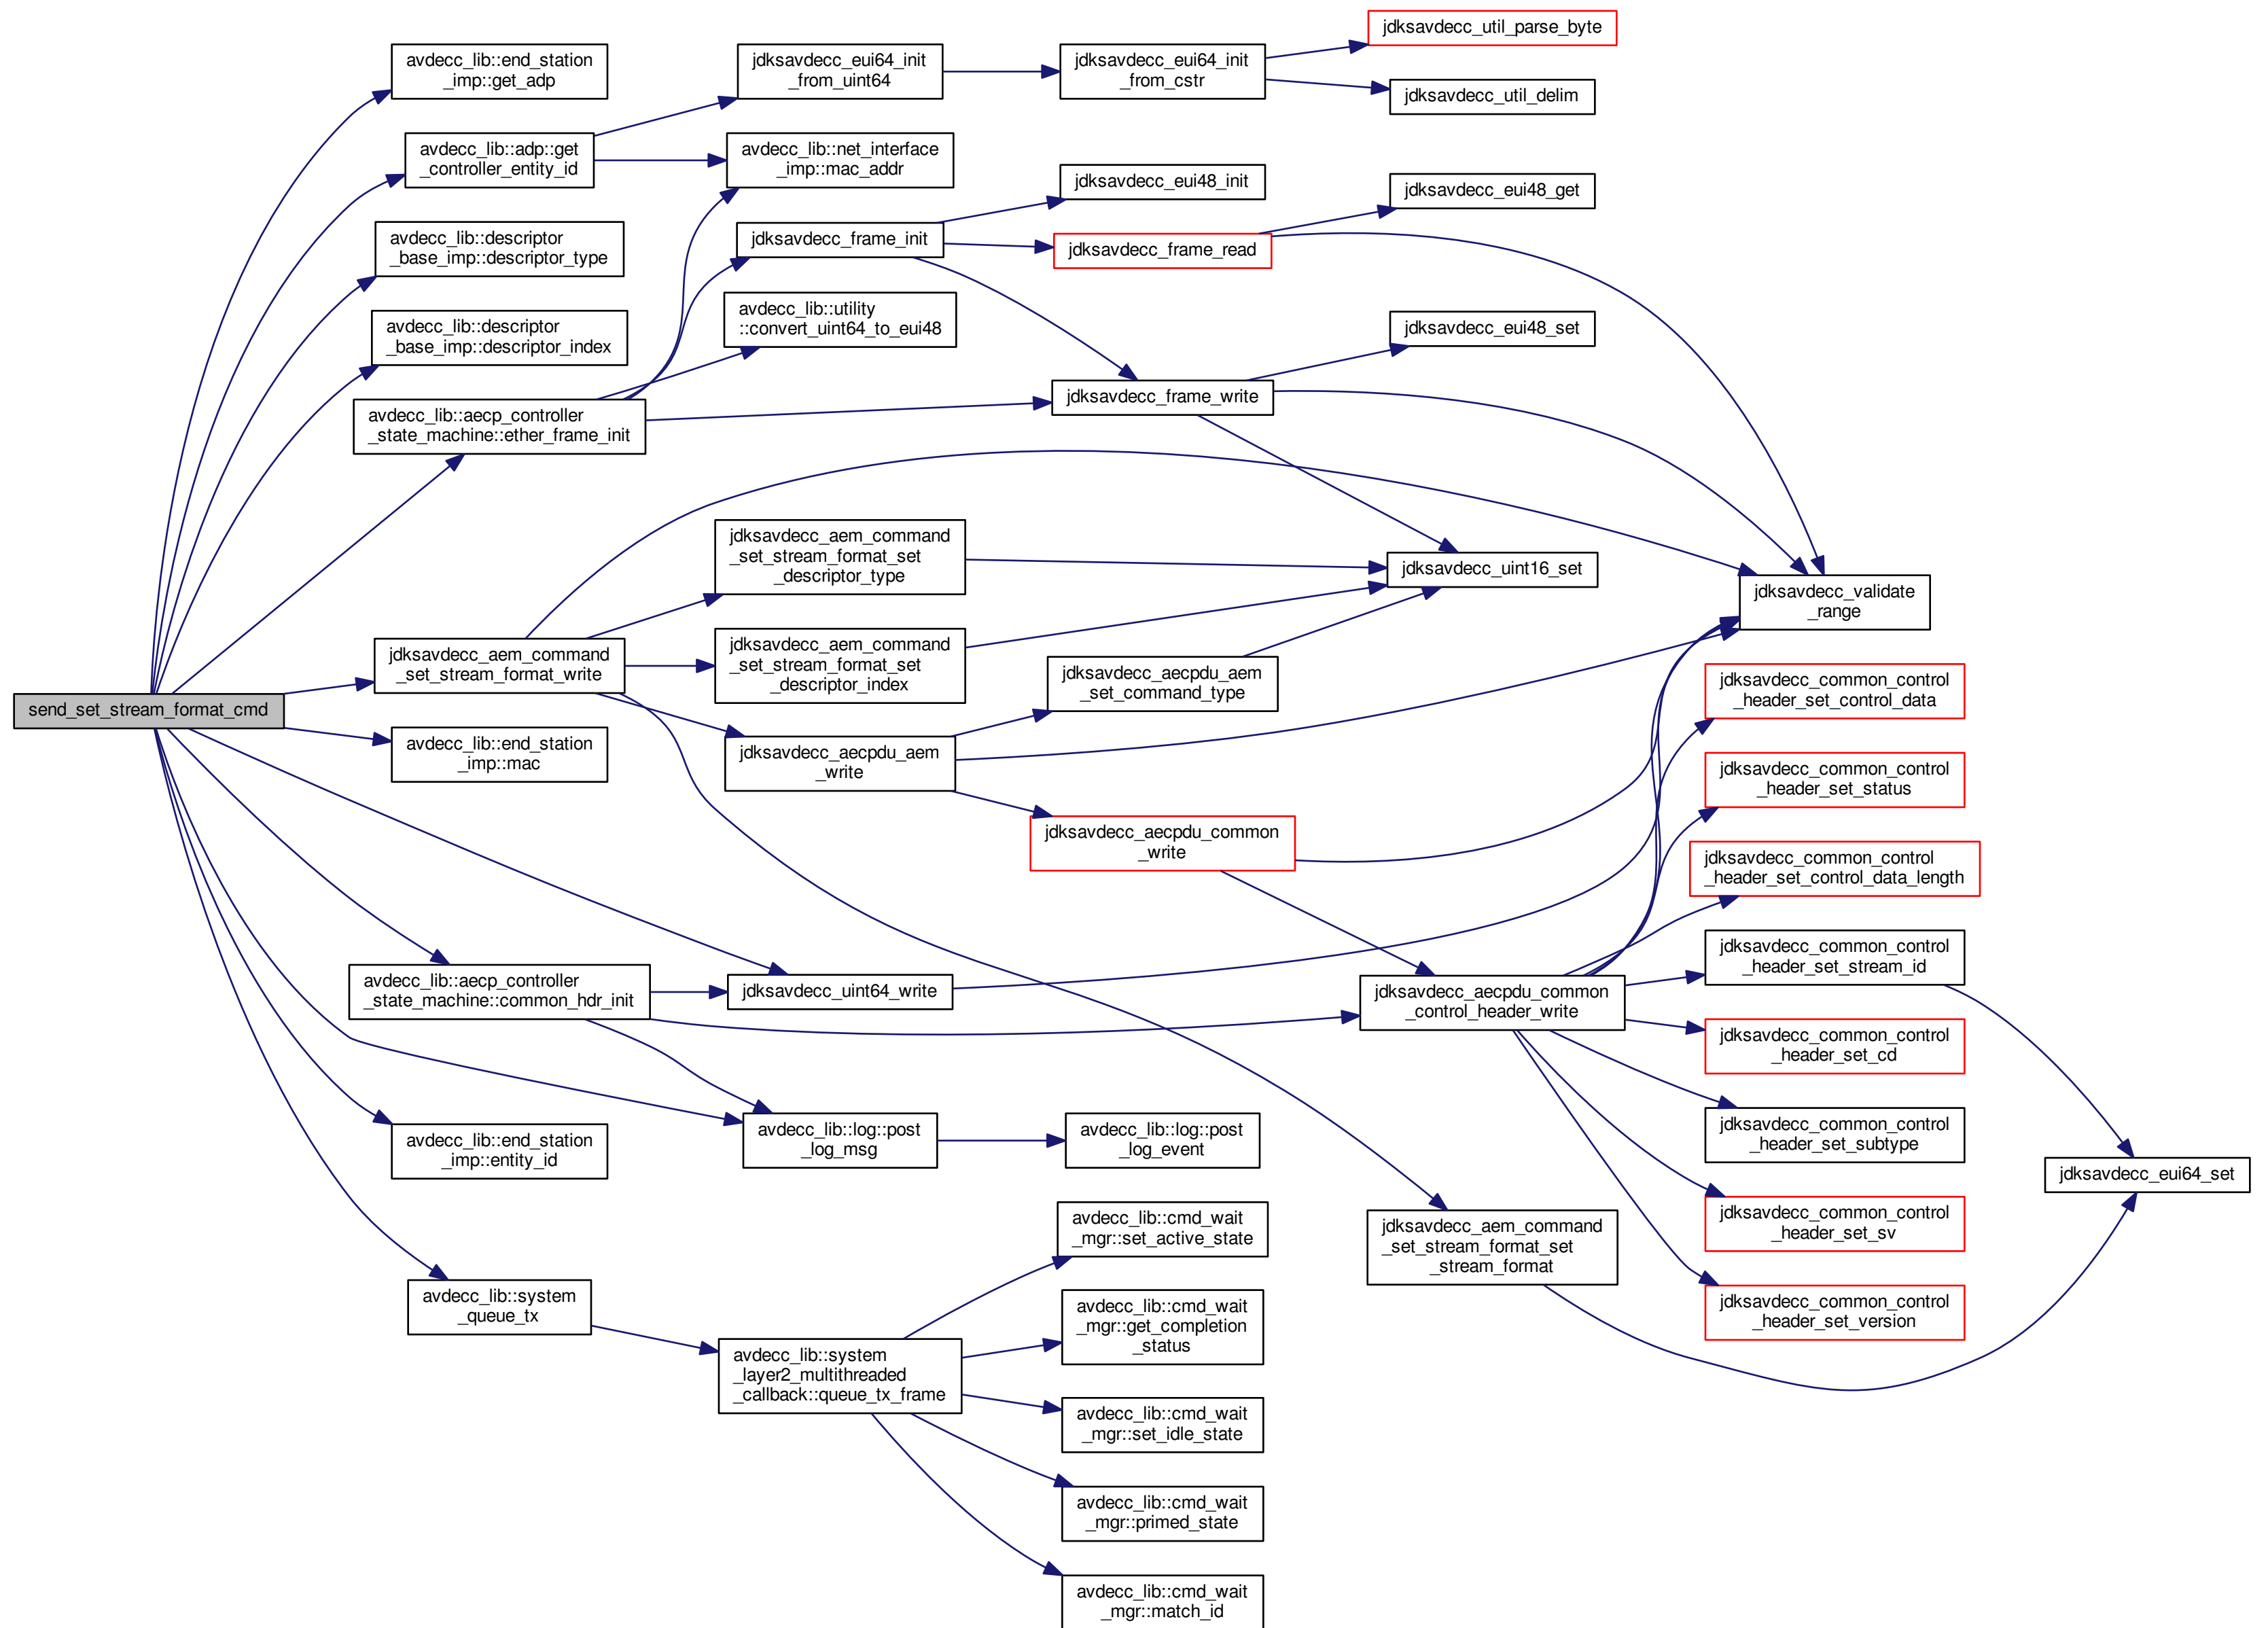 send_set_stream_format_cmd
avdecc_lib::end_station
_imp::get_adp
avdecc_lib::adp::get
_controller_entity_id
avdecc_lib::descriptor
_base_imp::descriptor_type
avdecc_lib::descriptor
_base_imp::descriptor_index
avdecc_lib::aecp_controller
_state_machine::ether_frame_init
jdksavdecc_aem_command
_set_stream_format_write
avdecc_lib::end_station
_imp::mac
avdecc_lib::aecp_controller
_state_machine::common_hdr_init
avdecc_lib::end_station
_imp::entity_id
avdecc_lib::system
_queue_tx
jdksavdecc_eui64_init
_from_uint64
avdecc_lib::net_interface
_imp::mac_addr
jdksavdecc_frame_init
avdecc_lib::utility
::convert_uint64_to_eui48
jdksavdecc_aem_command
_set_stream_format_set
_descriptor_type
jdksavdecc_aem_command
_set_stream_format_set
_descriptor_index
jdksavdecc_aecpdu_aem
_write
jdksavdecc_uint64_write
avdecc_lib::log::post
_log_msg
avdecc_lib::system
_layer2_multithreaded
_callback::queue_tx_frame
jdksavdecc_eui64_init
_from_cstr
jdksavdecc_eui48_init
jdksavdecc_frame_read
jdksavdecc_frame_write
jdksavdecc_aecpdu_aem
_set_command_type
jdksavdecc_aecpdu_common
_write
avdecc_lib::log::post
_log_event
avdecc_lib::cmd_wait
_mgr::set_active_state
avdecc_lib::cmd_wait
_mgr::get_completion
_status
avdecc_lib::cmd_wait
_mgr::set_idle_state
avdecc_lib::cmd_wait
_mgr::primed_state
avdecc_lib::cmd_wait
_mgr::match_id
jdksavdecc_util_parse_byte
jdksavdecc_util_delim
jdksavdecc_eui48_get
jdksavdecc_eui48_set
jdksavdecc_uint16_set
jdksavdecc_aecpdu_common
_control_header_write
jdksavdecc_aem_command
_set_stream_format_set
_stream_format
jdksavdecc_validate
_range
jdksavdecc_common_control
_header_set_control_data
jdksavdecc_common_control
_header_set_status
jdksavdecc_common_control
_header_set_control_data_length
jdksavdecc_common_control
_header_set_stream_id
jdksavdecc_common_control
_header_set_cd
jdksavdecc_common_control
_header_set_subtype
jdksavdecc_common_control
_header_set_sv
jdksavdecc_common_control
_header_set_version
jdksavdecc_eui64_set